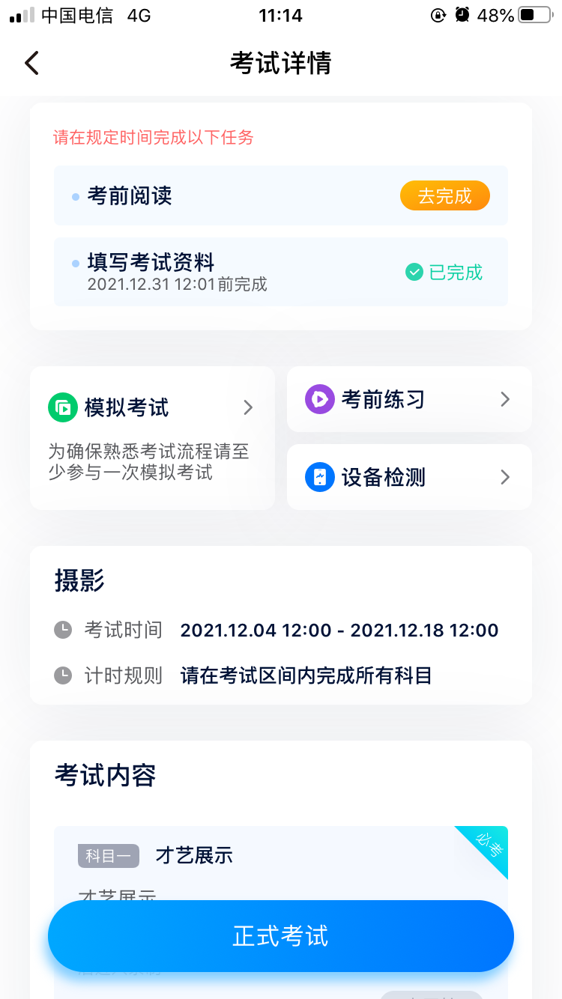 中国电信 4G 11:14 48%
考试详情
请在规定时间完成以下任务
考前阅读 去完成
填写考试资料
2021.12.31 12:01前完成 已完成
模拟考试
为确保熟悉考试流程请至
少参与一次模拟考试
考前练习
设备检测
摄影
考试时间 2021.12.04 12:00 - 2021.12.18 12:00
计时规则 请在考试区间内完成所有科目
考试内容
科目一 才艺展示 必考
才艺展示
正式考试